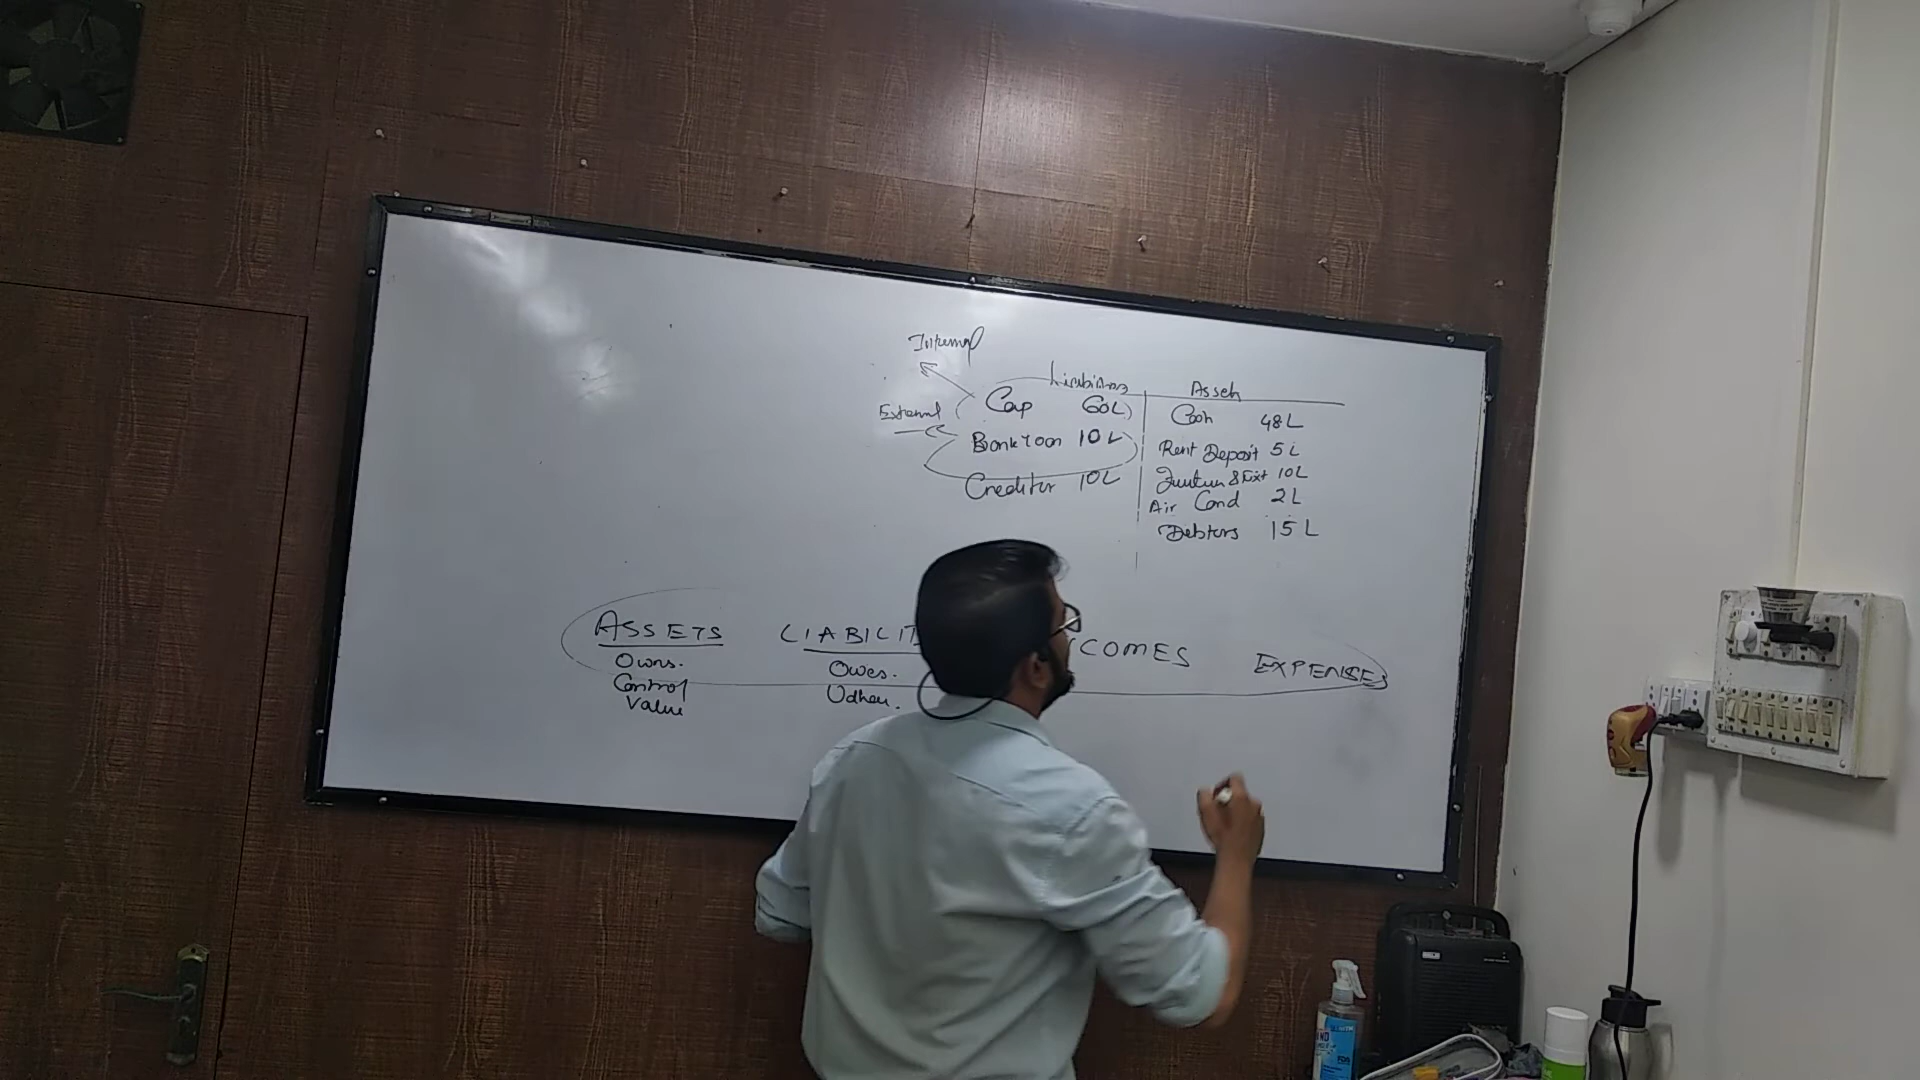 Internal
Liabilities Assets
External Cap 60L Cash 48L
Bank loan 10L Rent Deposit 5L
Creditor 10L Furniture & Fixt 10L
Air Cond 2L
Debtors 15L
ASSETS LIABILIT COMES EXPENSES
Owns. Owes.
Control Udhar.
Value